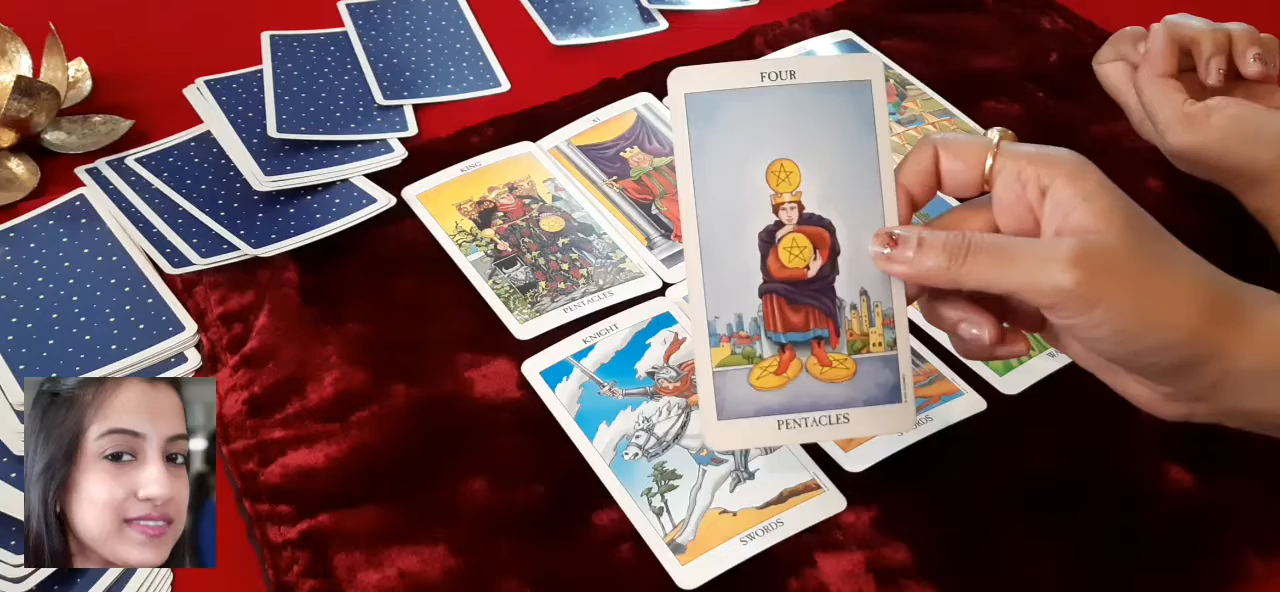 FOUR
PENTACLES
KING
PENTACLES
XI
KNIGHT
SWORDS